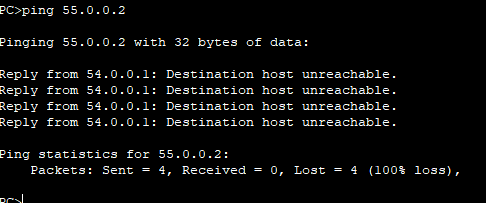 PC>ping 55.0.0.2
Pinging 55.0.0.2 with 32 bytes of data:
Reply from 54.0.0.1: Destination host unreachable.
Reply from 54.0.0.1: Destination host unreachable.
Reply from 54.0.0.1: Destination host unreachable.
Reply from 54.0.0.1: Destination host unreachable.
Ping statistics for 55.0.0.2:
Packets: Sent = 4, Received = 0, Lost = 4 (100% loss),
PC>